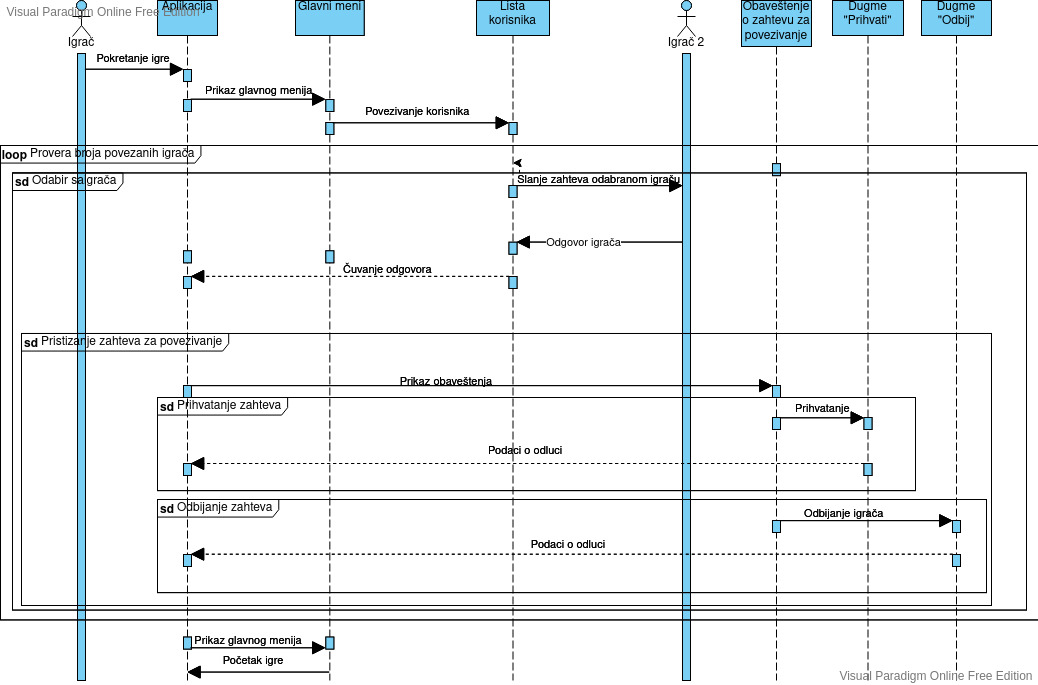 Visual Paradigm Online Free Edition
Aplikacija
Glavni meni
Lista
korisnika
Obaveštenje
o zahtevu za
povezivanje
Dugme
"Prihvati"
Dugme
"Odbij"
Igrač
Igrač 2
Pokretanje igre
Prikaz glavnog menija
Povezivanje korisnika
loop Provera broja povezanih igrača
sd Odabir saigrača
Slanje zahteva odabranom igraču
Odgovor igrača
Čuvanje odgovora
sd Pristizanje zahteva za povezivanje
Prikaz obaveštenja
sd Prihvatanje zahteva
Prihvatanje
Podaci o odluci
sd Odbijanje zahteva
Odbijanje igrača
Podaci o odluci
Prikaz glavnog menija
Početak igre
Visual Paradigm Online Free Edition